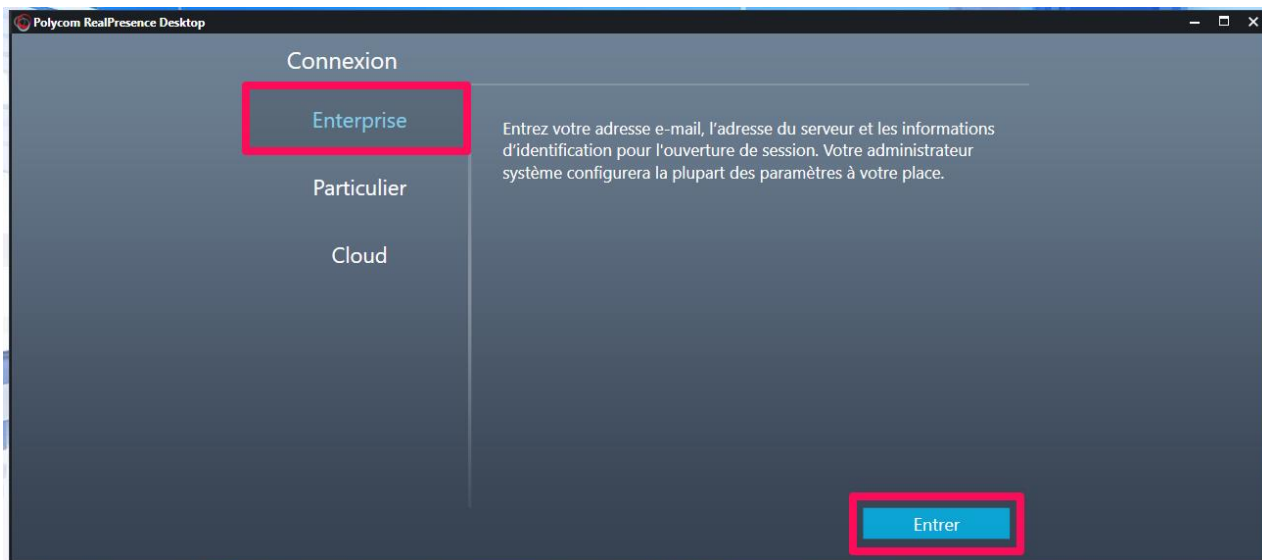 Polycom RealPresence Desktop
Connexion
Enterprise
Particulier
Cloud
Entrez votre adresse e-mail, l'adresse du serveur et les informations
d'identification pour l'ouverture de session. Votre administrateur
système configurera la plupart des paramètres à votre place.
Entrer